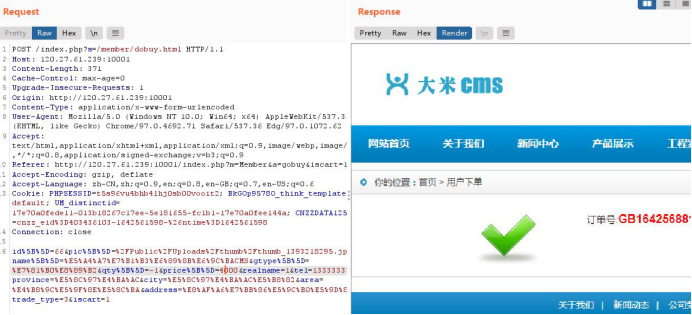 Request
Pretty Raw Hex \n
1 POST /index.php?m=/member/dobuy.html HTTP/1.1
2 Host: 120.27.61.239:10001
3 Content-Length: 371
4 Cache-Control: max-age=0
5 Upgrade-Insecure-Requests: 1
6 Origin: http://120.27.61.239:10001
7 Content-Type: application/x-www-form-urlencoded
8 User-Agent: Mozilla/5.0 (Windows NT 10.0; Win64; x64) AppleWebKit/537.3
(KHTML, like Gecko) Chrome/97.0.4692.71 Safari/537.36 Edg/97.0.1072.62
9 Accept:
text/html,application/xhtml+xml,application/xml;q=0.9,image/webp,image/
,*/*;q=0.8,application/signed-exchange;v=b3;q=0.9
10 Referer: http://120.27.61.239:10001/index.php?m=Member&a=gobuy&iscart=1
11 Accept-Encoding: gzip, deflate
12 Accept-Language: zh-CN,zh;q=0.9,en;q=0.8,en-GB;q=0.7,en-US;q=0.6
13 Cookie: PHPSESSID=
default; UM_distinctid=
CNZZDATA125
=cnzz_eid%3D403436103-1642561598-%26ntime%3D1642561598
14 Connection: close
15
16
id%5B%5D=66&pic%5B%5D=%2FPublic%2FUploads%2Fthumb%2Fthumb_1393218295.jp
name%5B%5D=%E5%A4%A7%E7%B1%B3%E6%89%8B%E6%9C%BACMS&gtype%5B%5D=
%E7%81%B0%E8%89%B2&qty%5B%5D=-1&price%5B%5D=4000&realname=1&tel=1333333
province=%E5%8C%97%E4%BA%AC&city=%E5%8C%97%E4%BA%AC%E5%B8%82&area=
%E4%B8%9C%E5%9F%8E%E5%8C%BA&address=%E8%AF%A6%E7%BB%86%E5%9C%B0%E5%9D%8
trade_type=3&iscart=1
Response
Pretty Raw Hex Render \n
大米cms
网站首页 关于我们 新闻中心 产品展示 工程
你的位置：首页 > 用户下单
订单号:GB16425688
关于我们 | 新闻动态 | 公司